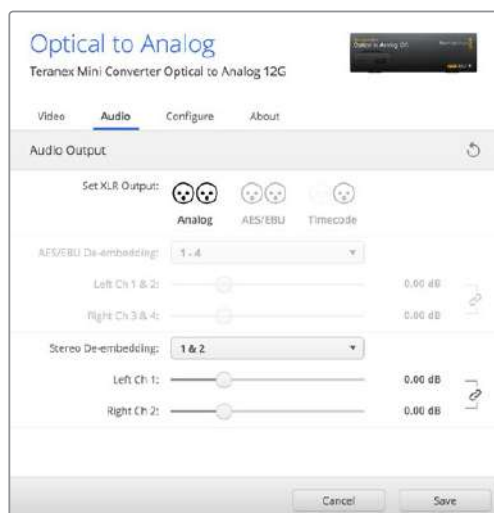 Optical to Analog
Teranex Mini Converter Optical to Analog 12G
Video Audio Configure About
Audio Output
Set XLR Output:
Analog AES/EBU Timecode
AES/EBU De-embedding: 1 - 4
Left Ch 1 & 2: 0.00 dB
Right Ch 3 & 4: 0.00 dB
Stereo De-embedding: 1 & 2
Left Ch 1: 0.00 dB
Right Ch 2: 0.00 dB
Cancel Save